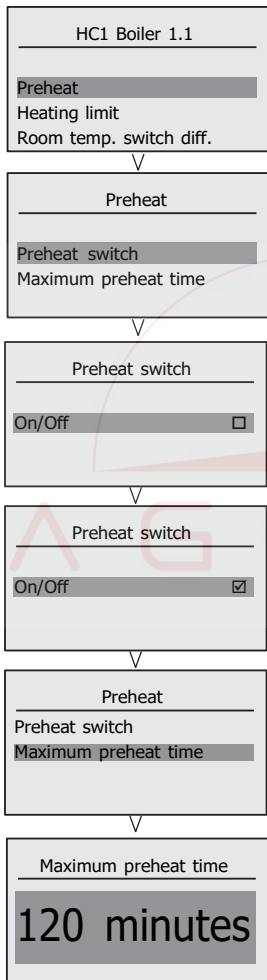 HC1 Boiler 1.1
Preheat
Heating limit
Room temp. switch diff.
Preheat
Preheat switch
Maximum preheat time
Preheat switch
On/Off ☐
Preheat switch
On/Off ☑
Preheat
Preheat switch
Maximum preheat time
Maximum preheat time
120 minutes
A G